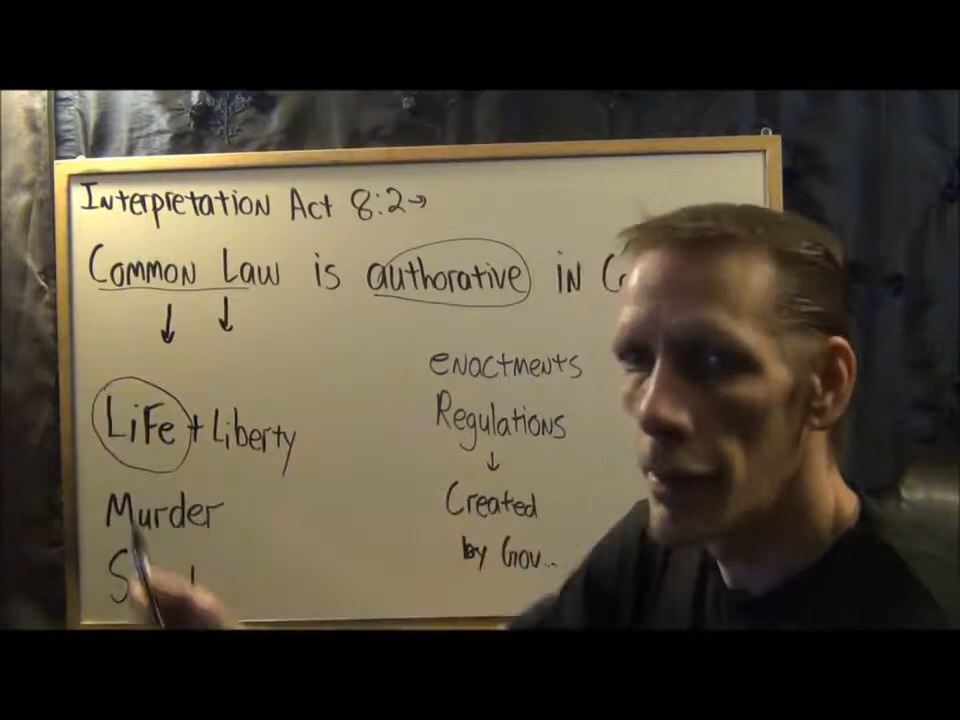 Interpretation Act 8:2→
Common Law is authorative in
Life + Liberty
Murder
enactments
Regulations
↓
Created
by Gov...